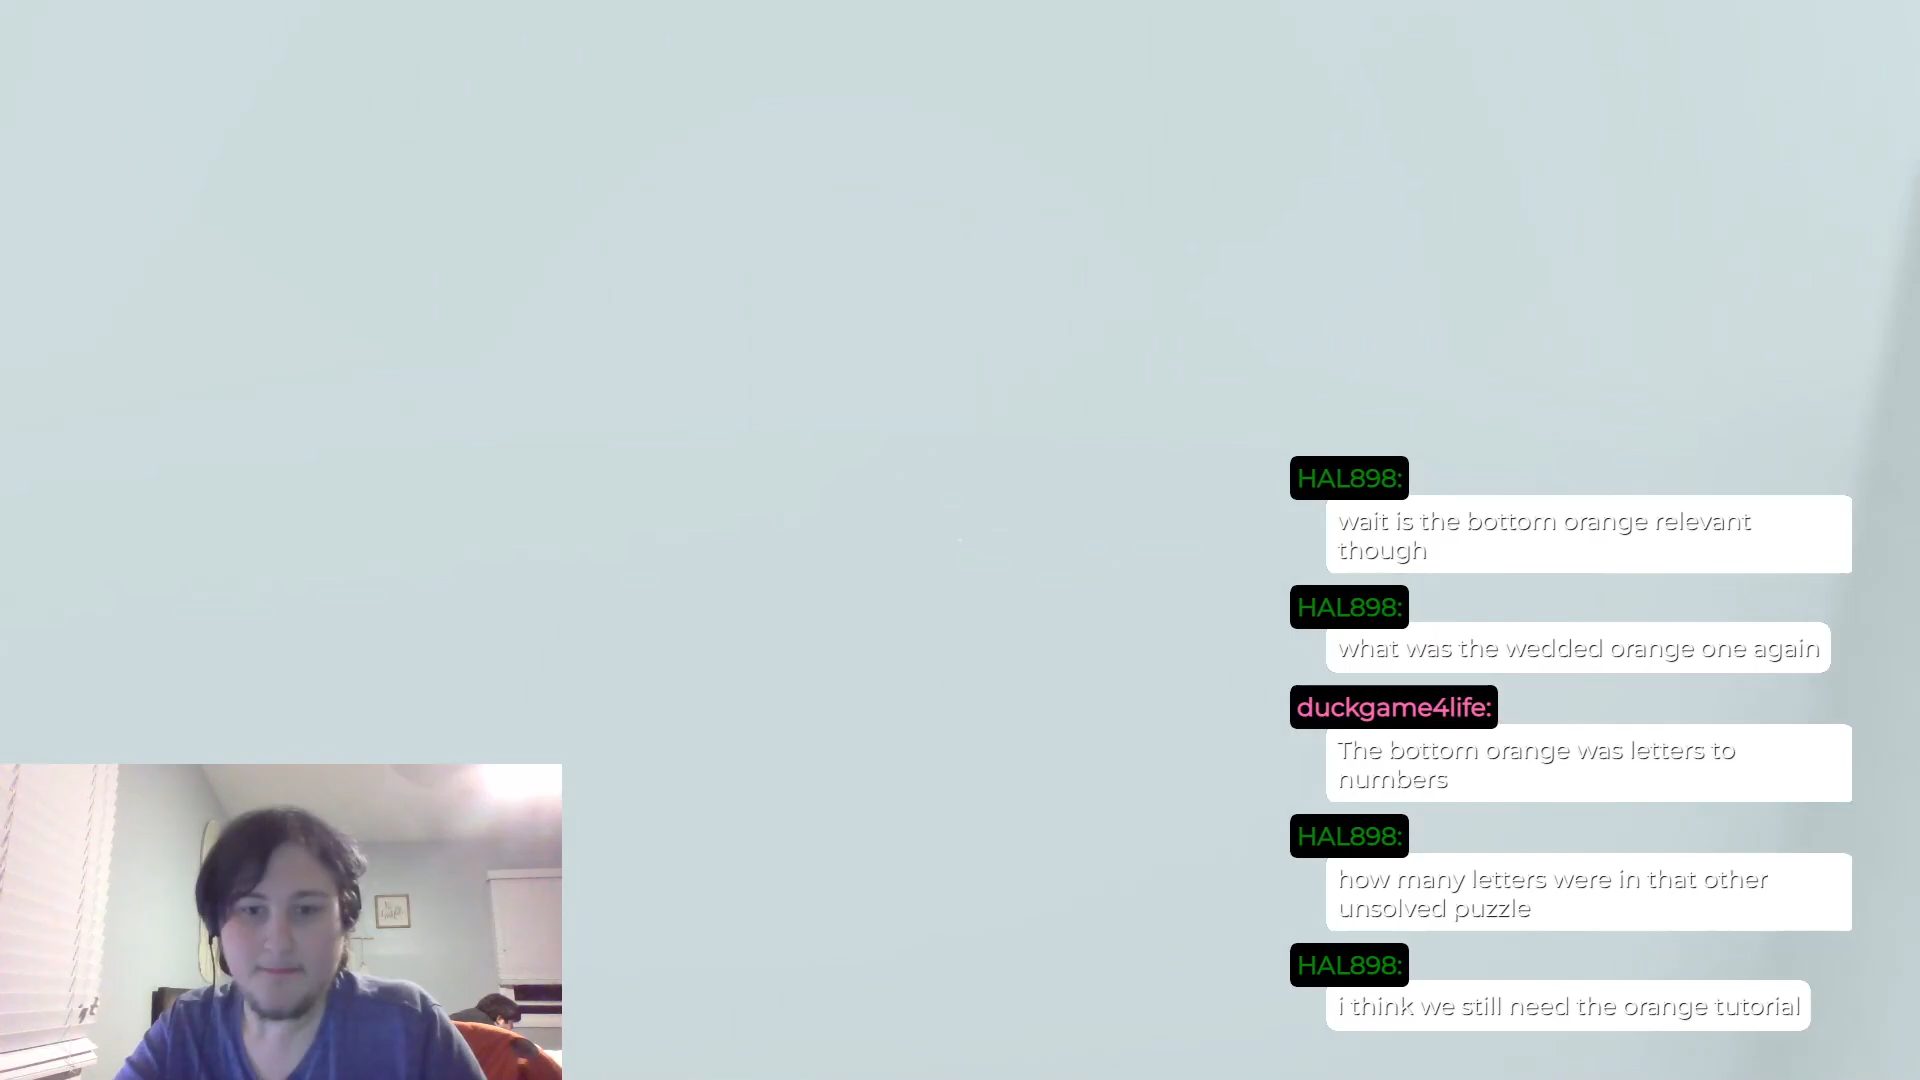 HAL898:
wait is the bottom orange relevant
though
HAL898:
what was the wedded orange one again
duckgame4life:
The bottom orange was letters to
numbers
HAL898:
how many letters were in that other
unsolved puzzle
HAL898:
i think we still need the orange tutorial